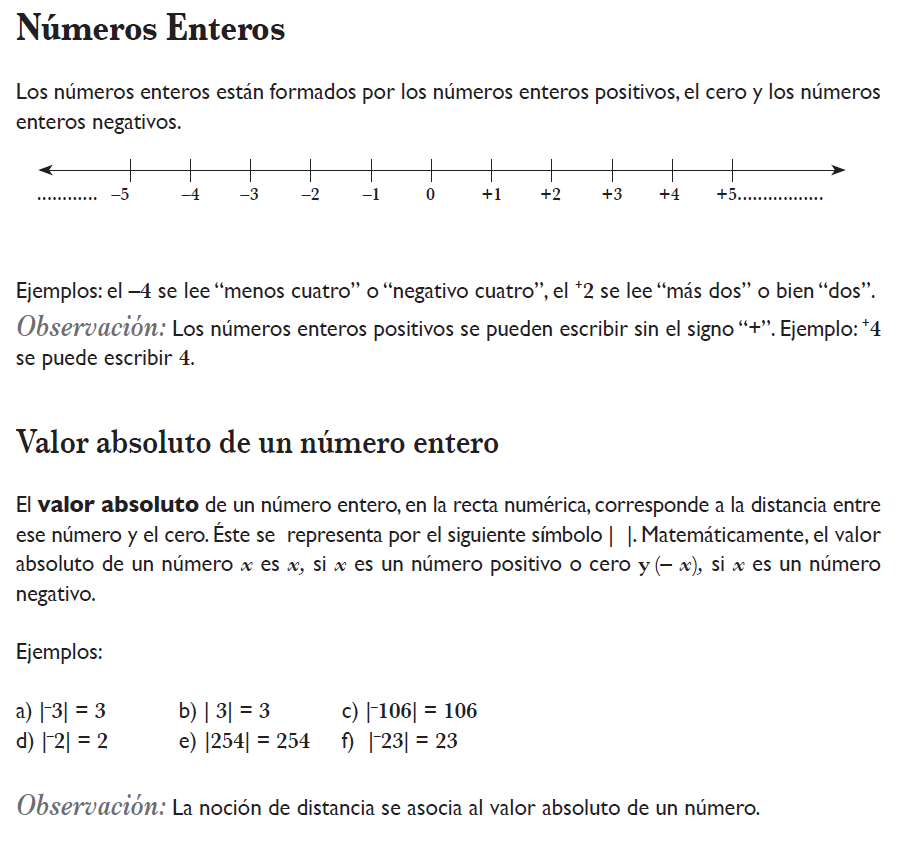 Números Enteros
Los números enteros están formados por los números enteros positivos, el cero y los números
enteros negativos.
............ –5 –4 –3 –2 –1 0 +1 +2 +3 +4 +5.................
Ejemplos: el –4 se lee “menos cuatro” o “negativo cuatro”, el ⁺2 se lee “más dos” o bien “dos”.
Observación: Los números enteros positivos se pueden escribir sin el signo “+”. Ejemplo: ⁺4
se puede escribir 4.
Valor absoluto de un número entero
El valor absoluto de un número entero, en la recta numérica, corresponde a la distancia entre
ese número y el cero. Éste se representa por el siguiente símbolo | |. Matemáticamente, el valor
absoluto de un número x es x, si x es un número positivo o cero y (– x), si x es un número
negativo.
Ejemplos:
a) |⁻3| = 3 b) | 3| = 3 c) |⁻106| = 106
d) |⁻2| = 2 e) |254| = 254 f) |⁻23| = 23
Observación: La noción de distancia se asocia al valor absoluto de un número.